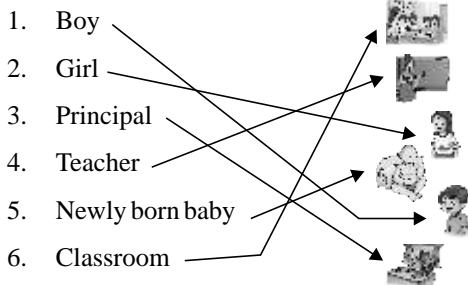 1. Boy
2. Girl
3. Principal
4. Teacher
5. Newly born baby
6. Classroom